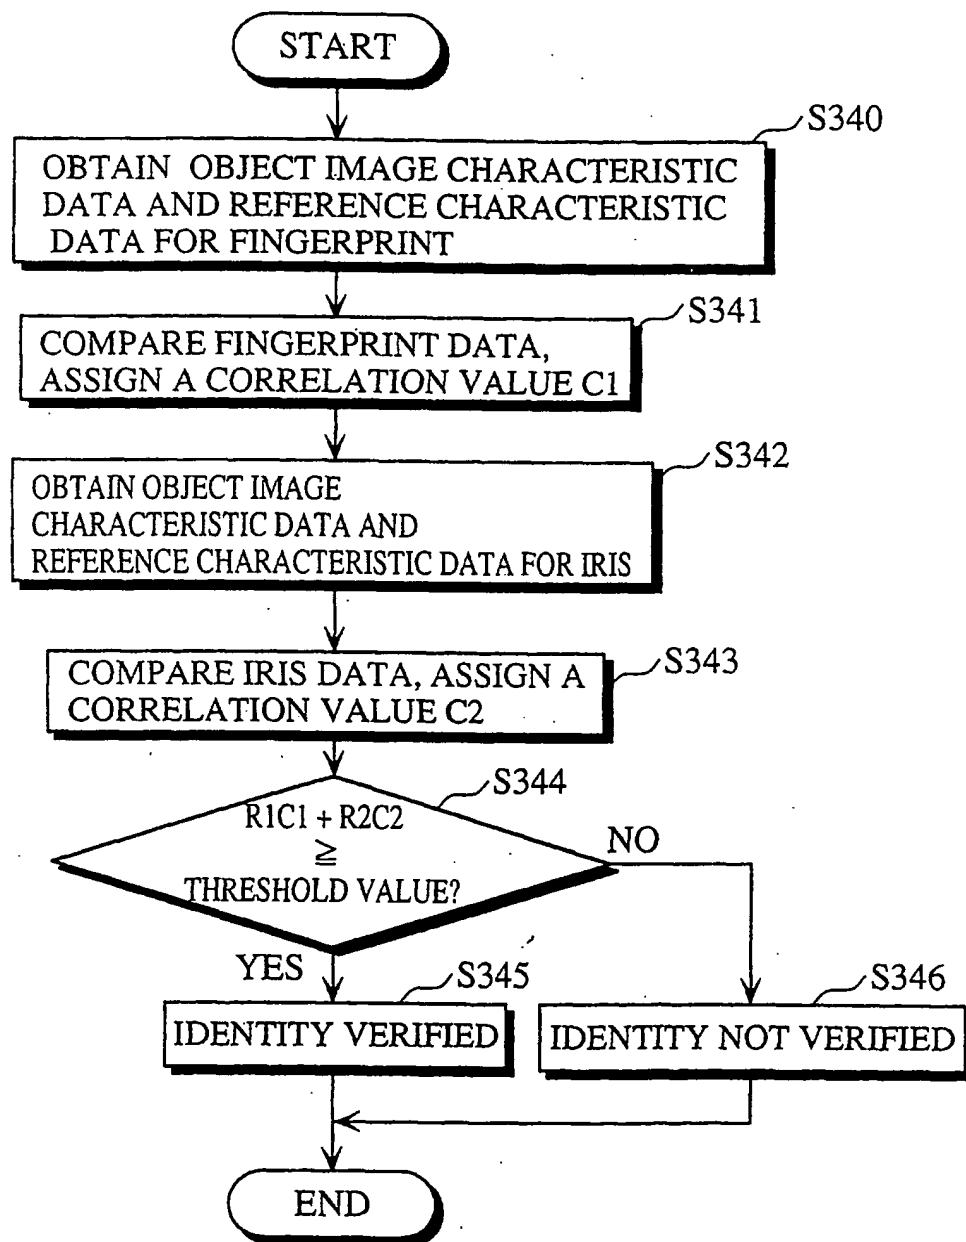 START
S340
OBTAIN OBJECT IMAGE CHARACTERISTIC
DATA AND REFERENCE CHARACTERISTIC
DATA FOR FINGERPRINT
S341
COMPARE FINGERPRINT DATA,
ASSIGN A CORRELATION VALUE C1
S342
OBTAIN OBJECT IMAGE
CHARACTERISTIC DATA AND
REFERENCE CHARACTERISTIC DATA FOR IRIS
S343
COMPARE IRIS DATA, ASSIGN A
CORRELATION VALUE C2
S344
R1C1 + R2C2
≧
THRESHOLD VALUE?
NO
YES
S345
IDENTITY VERIFIED
S346
IDENTITY NOT VERIFIED
END